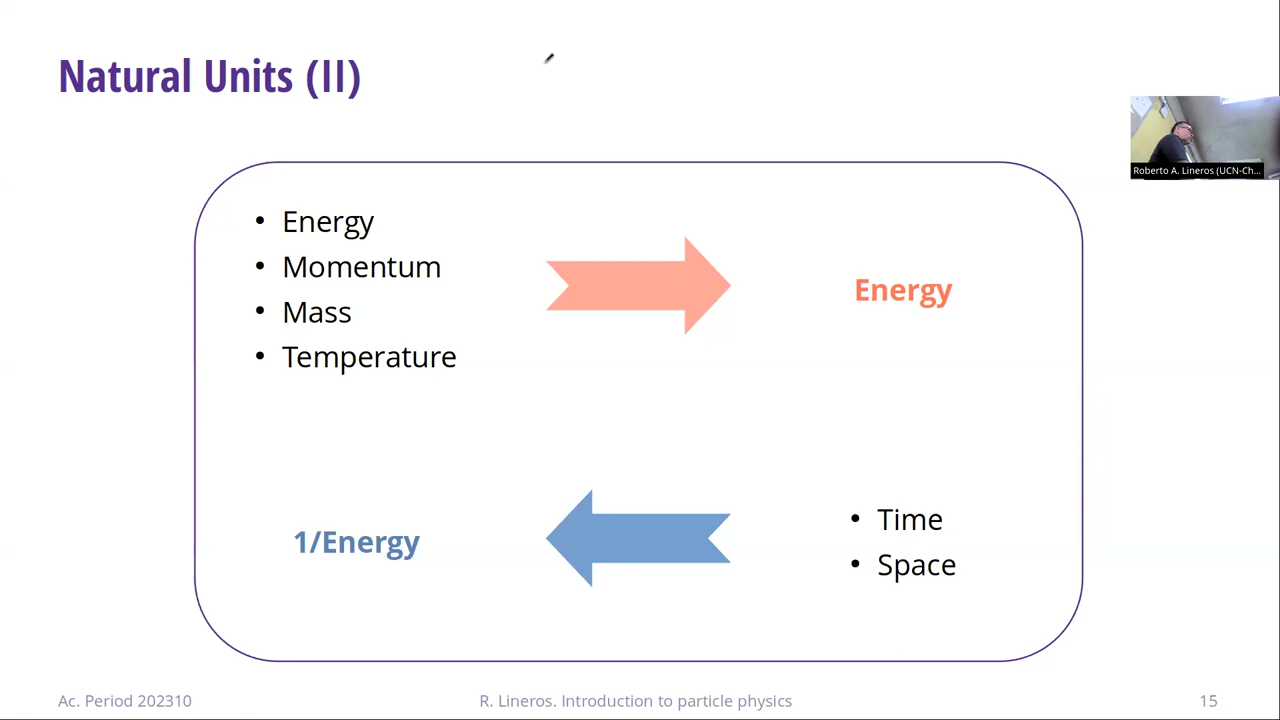 Natural Units (II)
Roberto A. Lineros (UCN-Ch...
• Energy
• Momentum
• Mass
• Temperature
Energy
1/Energy
• Time
• Space
Ac. Period 202310
R. Lineros. Introduction to particle physics
15